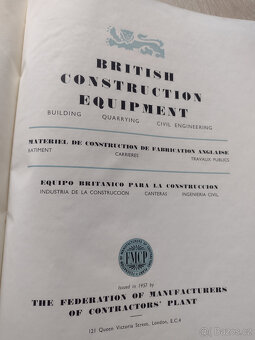 BRITISH
CONSTRUCTION
EQUIPMENT
BUILDING QUARRYING CIVIL ENGINEERING
MATERIEL DE CONSTRUCTION DE FABRICATION ANGLAISE
BATIMENT CARRIERES TRAVAUX PUBLICS
EQUIPO BRITANICO PARA LA CONSTRUCCION
INDUSTRIA DE LA CONSTRUCCION CANTERAS INGENIERIA CIVIL
FMCP
Issued in 1957 by
THE FEDERATION OF MANUFACTURERS
OF CONTRACTORS' PLANT
121 Queen Victoria Street, London, E.C.4